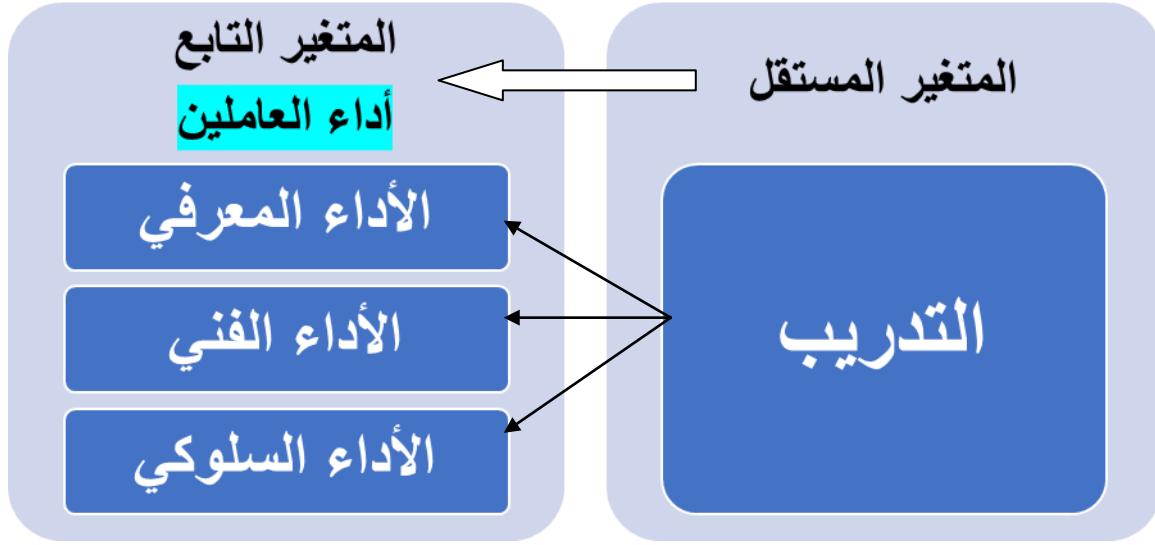 المتغير المستقل
التدريب
المتغير التابع
أداء العاملين
الأداء المعرفي
الأداء الفني
الأداء السلوكي